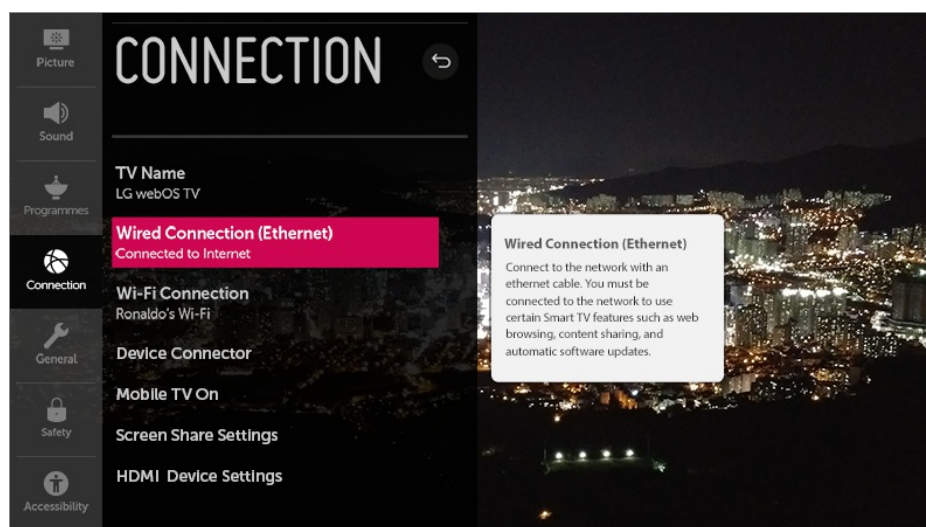 Picture
Sound
Programmes
Connection
General
Safety
Accessibility
CONNECTION
TV Name
LG webOS TV
Wired Connection (Ethernet)
Connected to Internet
Wi-Fi Connection
Ronaldo's Wi-Fi
Device Connector
Mobile TV On
Screen Share Settings
HDMI Device Settings
Wired Connection (Ethernet)
Connect to the network with an
ethernet cable. You must be
connected to the network to use
certain Smart TV features such as web
browsing, content sharing, and
automatic software updates.